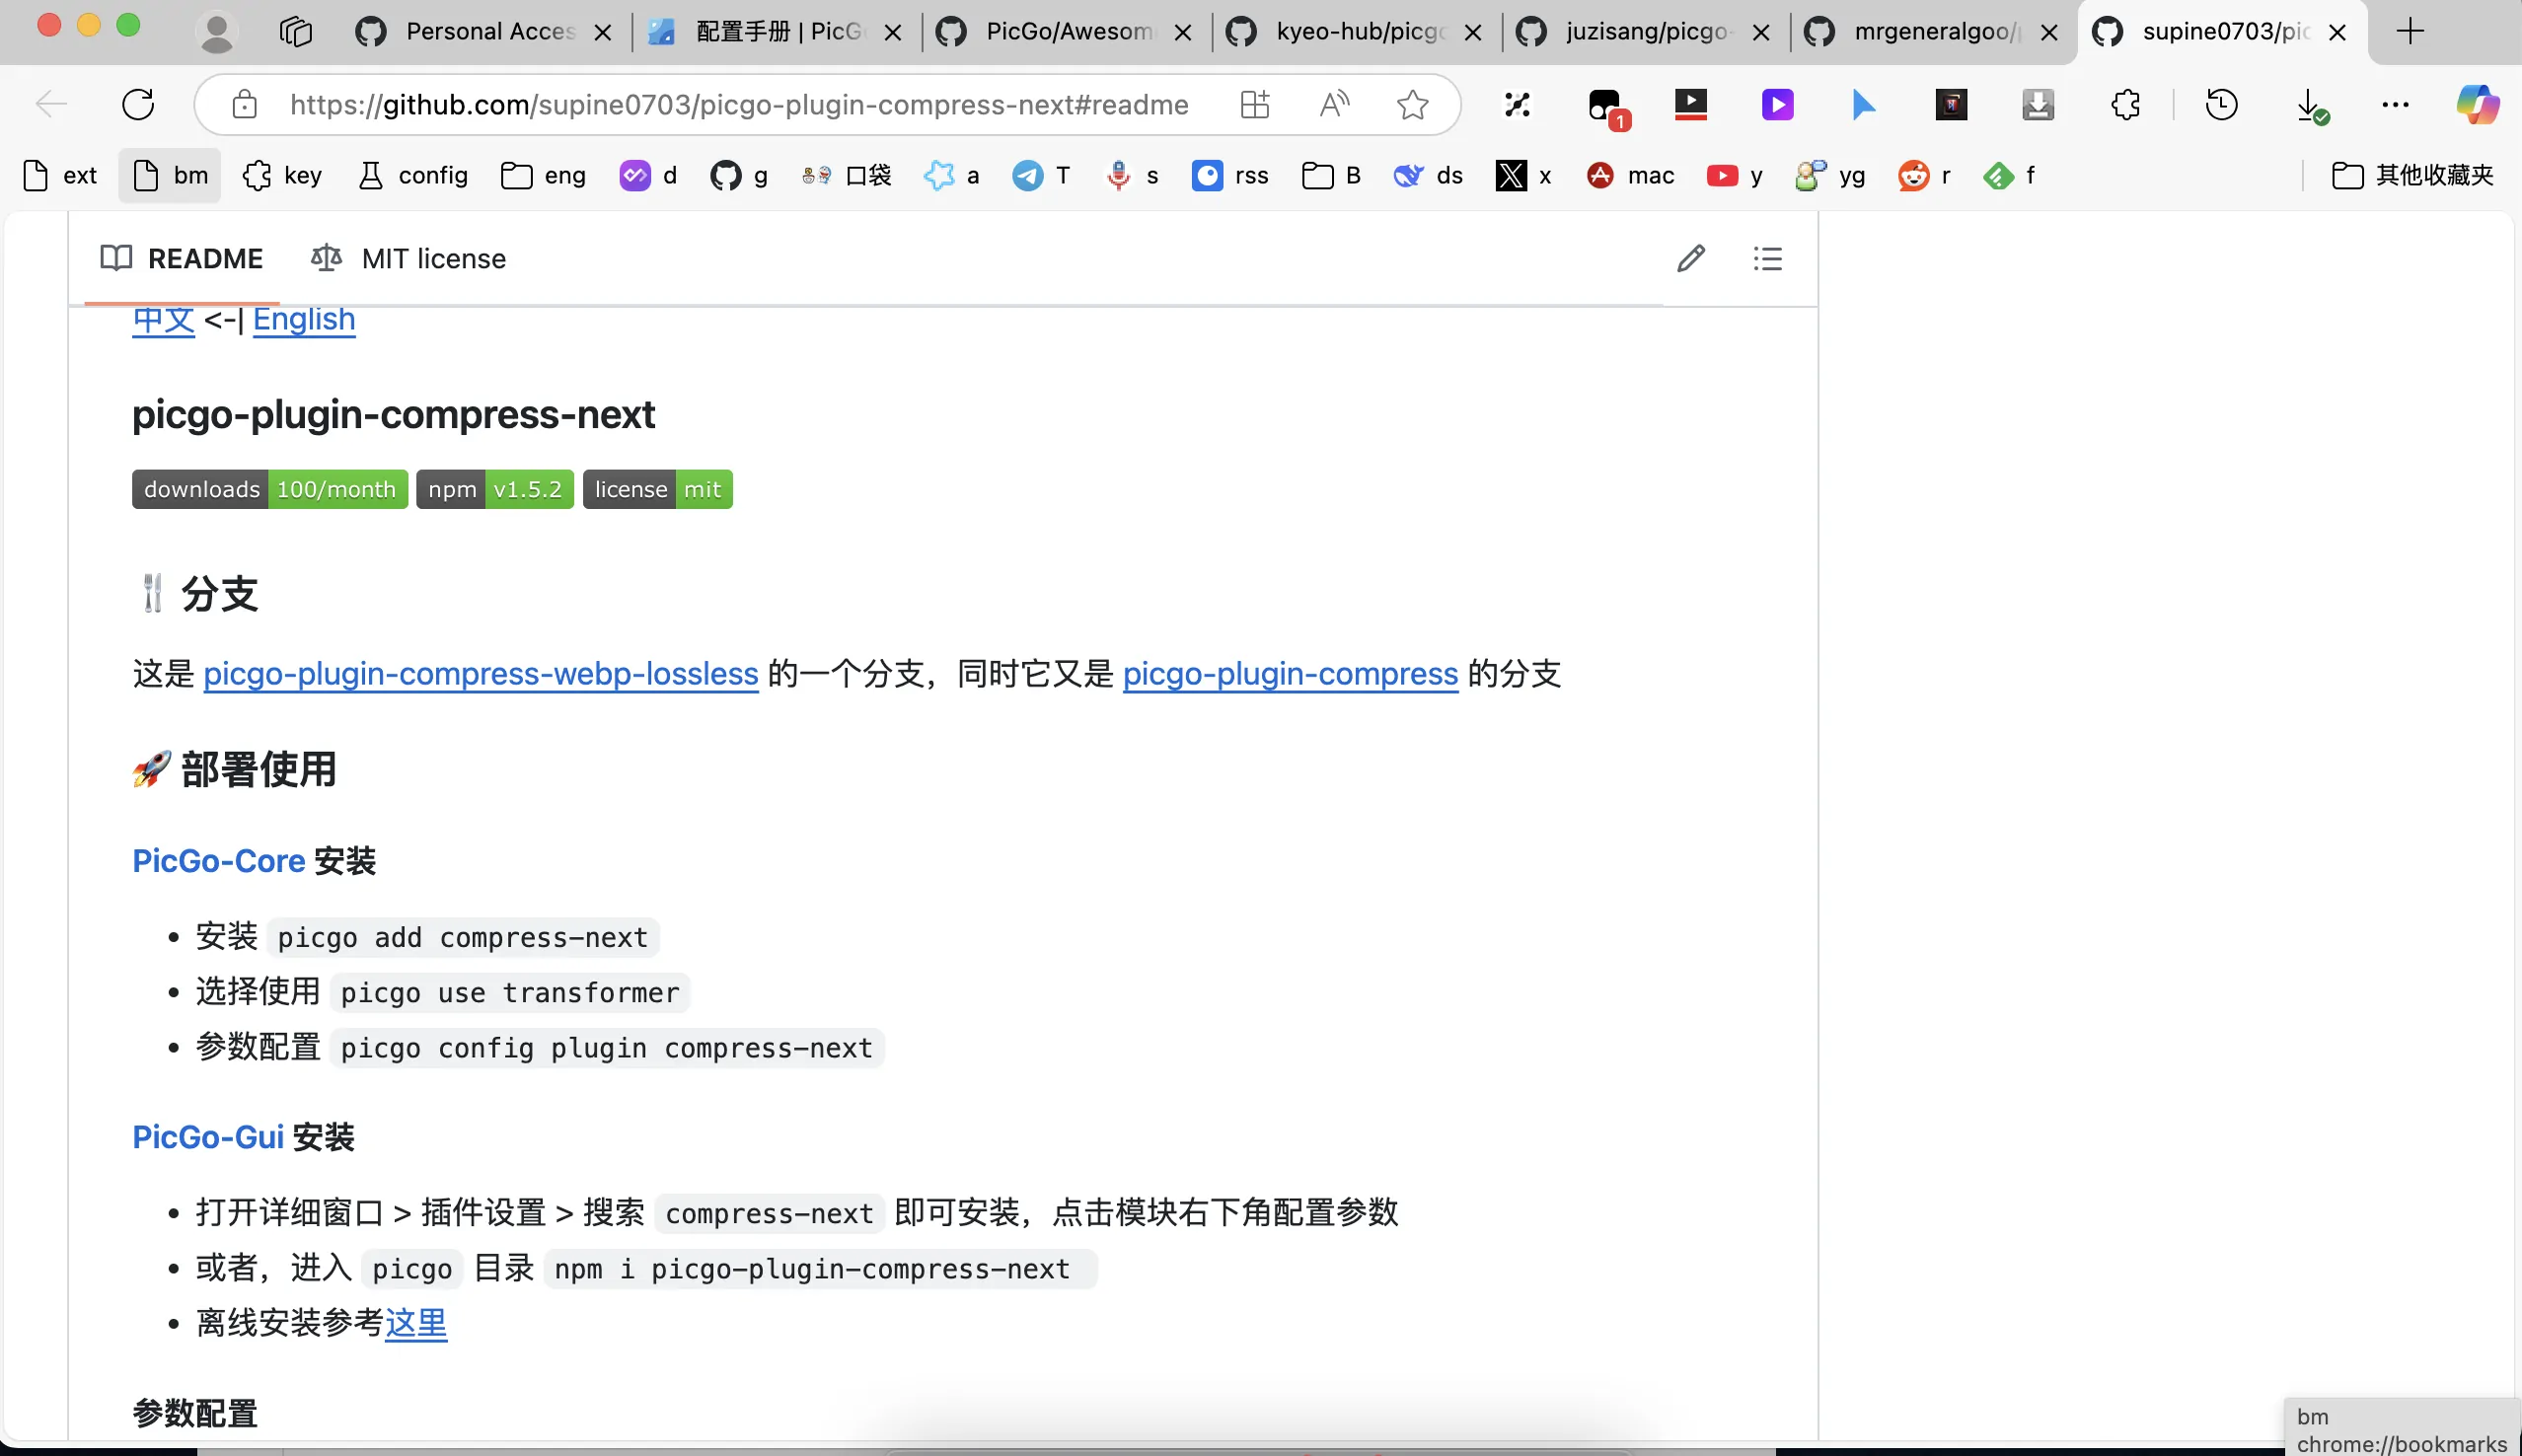 Personal Acces
配置手册 | PicG
PicGo/Awesom
kyeo-hub/picgo
juzisang/picgo-
mrgeneralgoo/
supine0703/pic
https://github.com/supine0703/picgo-plugin-compress-next#readme
1
ext
bm
key
config
eng
d
g
口袋
a
T
s
rss
B
ds
x
mac
y
yg
r
f
其他收藏夹
README
MIT license
中文 <-| English
picgo-plugin-compress-next
downloads 100/month npm v1.5.2 license mit
🍴 分支
这是 picgo-plugin-compress-webp-lossless 的一个分支，同时它又是 picgo-plugin-compress 的分支
🚀 部署使用
PicGo-Core 安装
• 安装 picgo add compress-next
• 选择使用 picgo use transformer
• 参数配置 picgo config plugin compress-next
PicGo-Gui 安装
• 打开详细窗口 > 插件设置 > 搜索 compress-next 即可安装，点击模块右下角配置参数
• 或者，进入 picgo 目录 npm i picgo-plugin-compress-next
• 离线安装参考这里
参数配置
bm
chrome://bookmarks